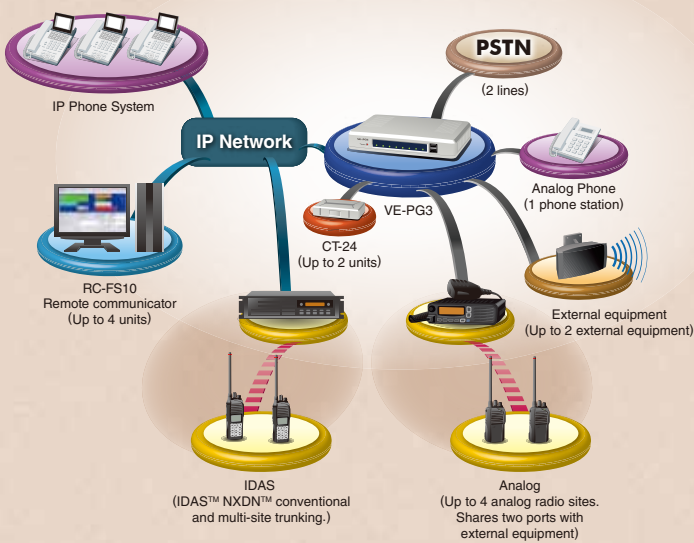 PSTN
(2 lines)
IP Phone System
IP Network
Analog Phone
(1 phone station)
VE-PG3
CT-24
(Up to 2 units)
RC-FS10
Remote communicator
(Up to 4 units)
External equipment
(Up to 2 external equipment)
IDAS
(IDAS™ NXDN™ conventional
and multi-site trunking.)
Analog
(Up to 4 analog radio sites.
Shares two ports with
external equipment)